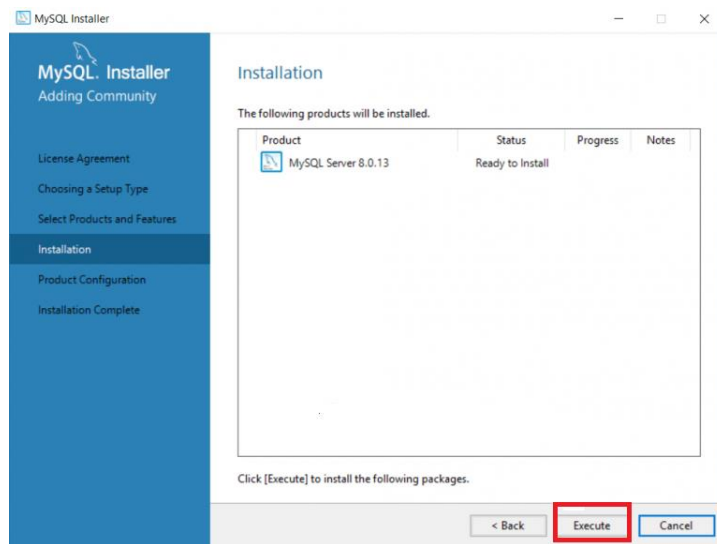 MySQL Installer
MySQL. Installer
Adding Community
License Agreement
Choosing a Setup Type
Select Products and Features
Installation
Product Configuration
Installation Complete
Installation
The following products will be installed.
Product Status Progress Notes
MySQL Server 8.0.13 Ready to Install
Click [Execute] to install the following packages.
< Back Execute Cancel